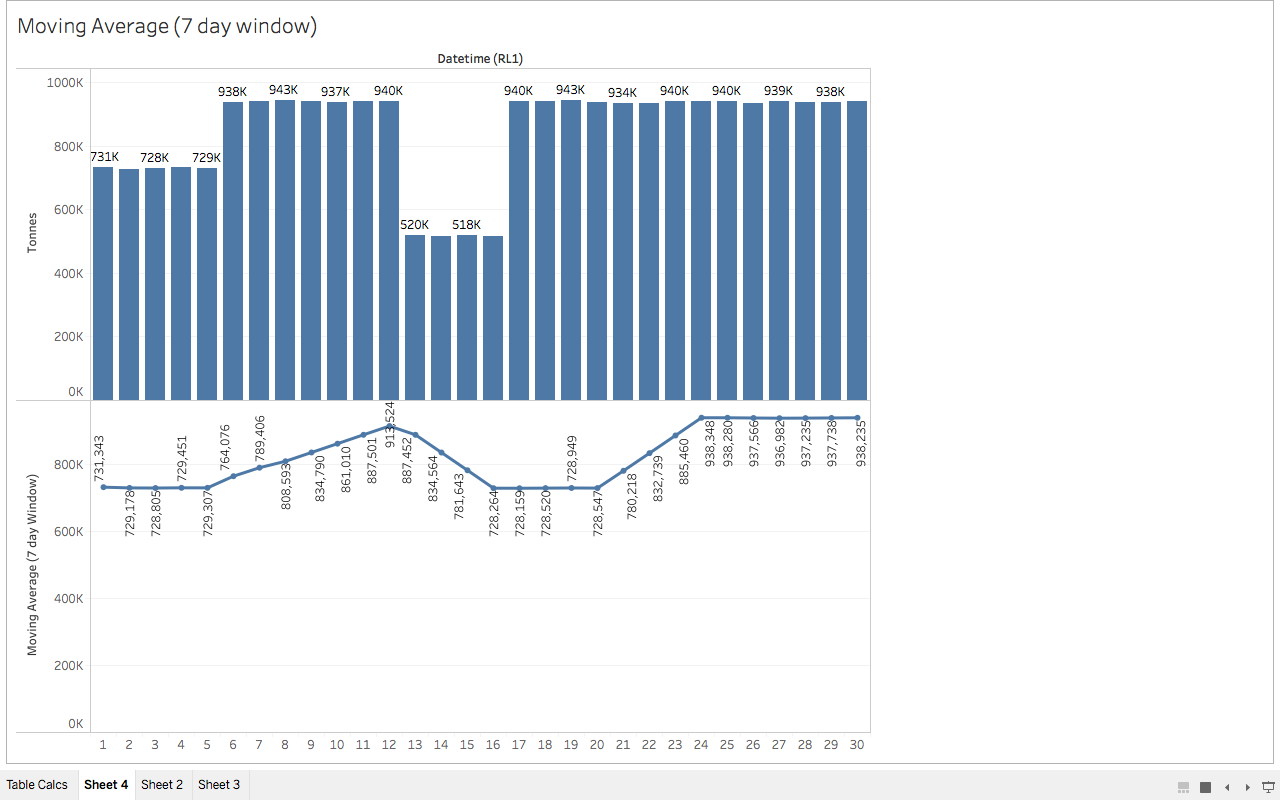 Moving Average (7 day window)
Datetime (RL1)
Tonnes
1000K
800K
600K
400K
200K
0K
731K
728K
729K
938K
943K
937K
940K
520K
518K
940K
943K
934K
940K
940K
939K
938K
Moving Average (7 day Window)
800K
600K
400K
200K
0K
731,343
729,178
728,805
729,451
729,307
764,076
789,406
808,593
834,790
861,010
887,501
913,524
887,452
834,564
781,643
728,264
728,159
728,520
728,949
728,547
780,218
832,739
885,460
938,348
938,280
937,566
936,982
937,235
937,738
938,235
1 2 3 4 5 6 7 8 9 10 11 12 13 14 15 16 17 18 19 20 21 22 23 24 25 26 27 28 29 30
Table Calcs Sheet 4 Sheet 2 Sheet 3